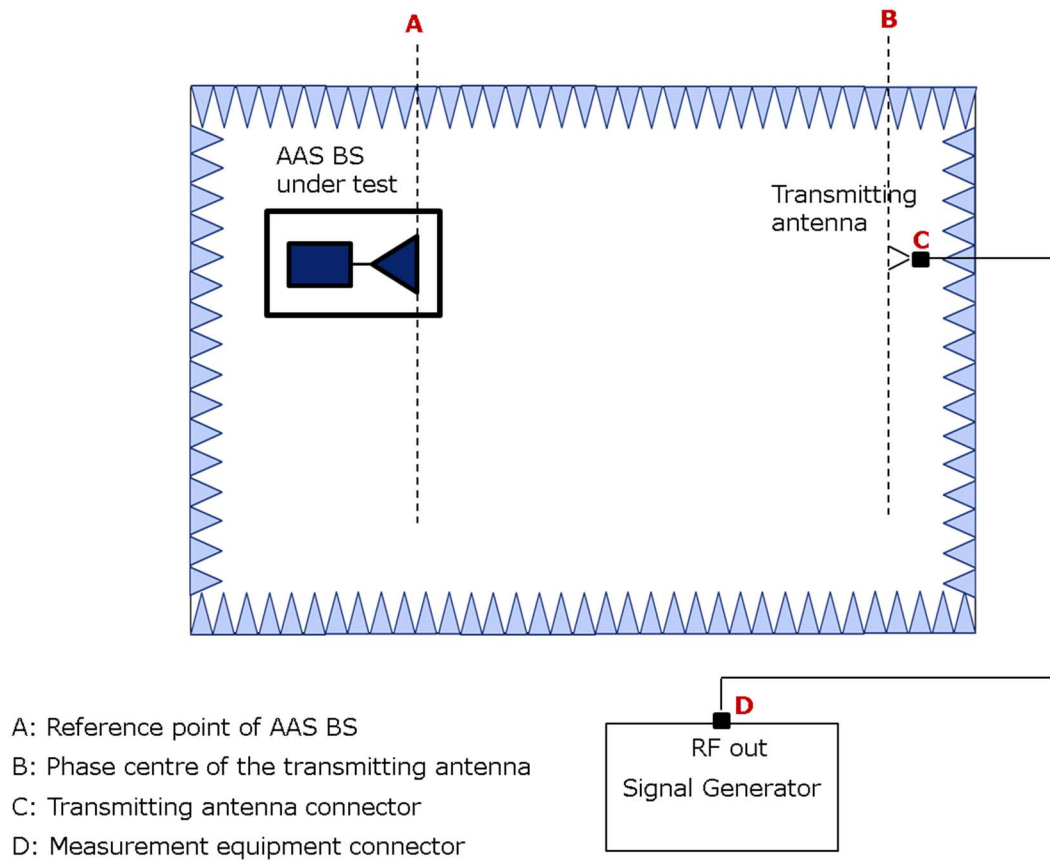 A
B
AAS BS
under test
Transmitting
antenna
C
D
RF out
Signal Generator
A: Reference point of AAS BS
B: Phase centre of the transmitting antenna
C: Transmitting antenna connector
D: Measurement equipment connector